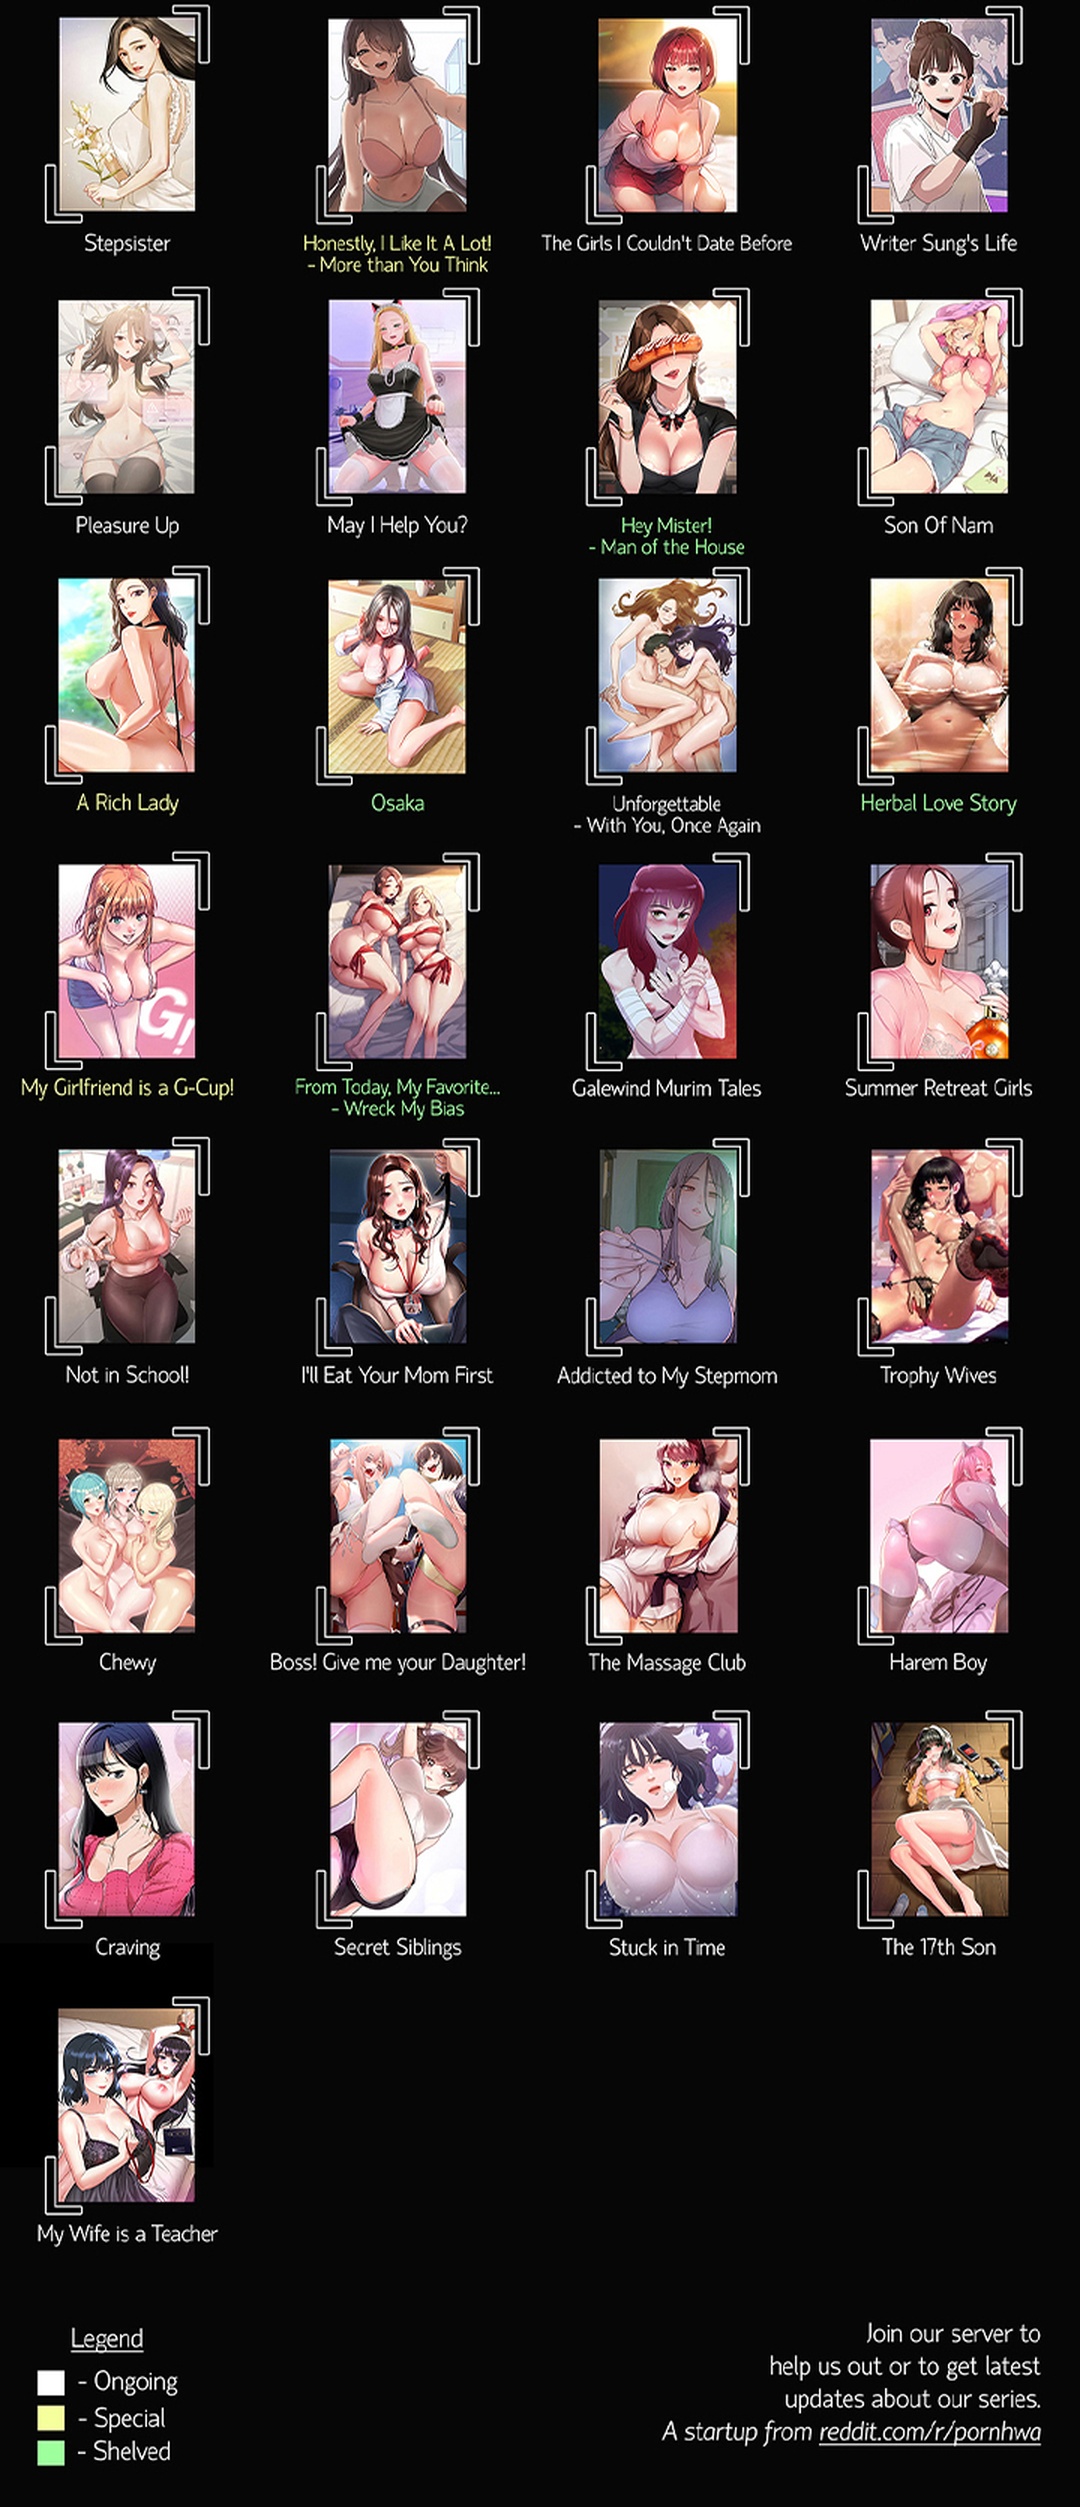 Stepsister
Honestly, I Like It A Lot!
- More than You Think
The Girls I Couldn't Date Before
Writer Sung's Life
Pleasure Up
May I Help You?
Hey Mister!
- Man of the House
Son Of Nam
A Rich Lady
Osaka
Unforgettable
- With You, Once Again
Herbal Love Story
G!
My Girlfriend is a G-Cup!
From Today, My Favorite...
- Wreck My Bias
Galewind Murim Tales
Summer Retreat Girls
Not in School!
I'll Eat Your Mom First
Addicted to My Stepmom
Trophy Wives
Chewy
Boss! Give me your Daughter!
The Massage Club
Harem Boy
Craving
Secret Siblings
Stuck in Time
The 17th Son
My Wife is a Teacher
Legend
- Ongoing
- Special
- Shelved
Join our server to
help us out or to get latest
updates about our series.
A startup from reddit.com/r/pornhwa